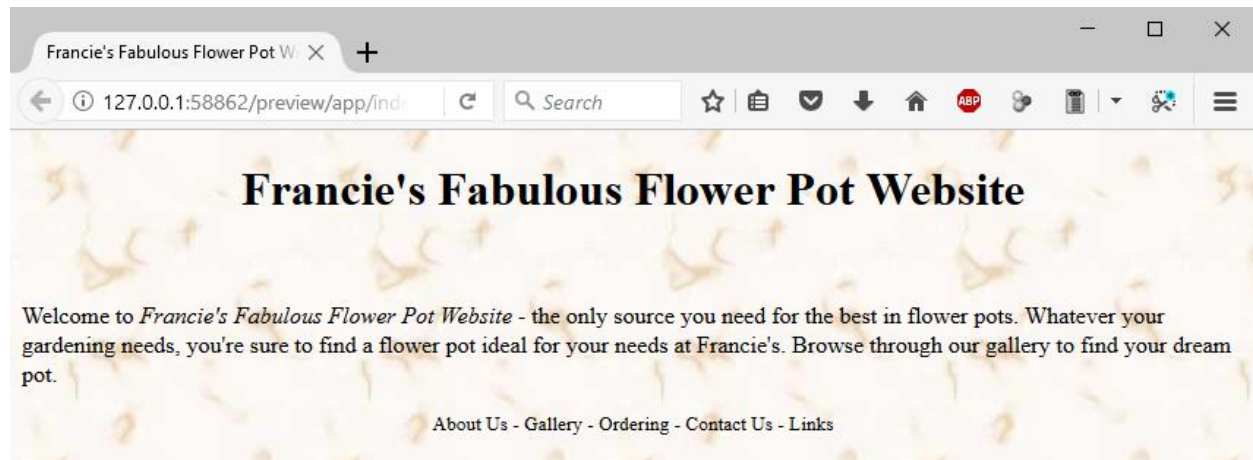 Francie's Fabulous Flower Pot W
127.0.0.1:58862/preview/app/inde
Search
ABP
Francie's Fabulous Flower Pot Website
Welcome to Francie's Fabulous Flower Pot Website - the only source you need for the best in flower pots. Whatever your
gardening needs, you're sure to find a flower pot ideal for your needs at Francie's. Browse through our gallery to find your dream
pot.
About Us - Gallery - Ordering - Contact Us - Links